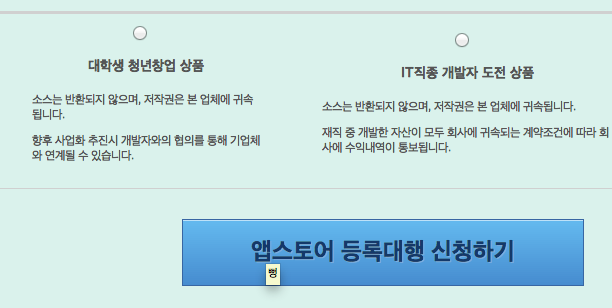 대학생 청년창업 상품
소스는 반환되지 않으며, 저작권은 본 업체에 귀속
됩니다.
향후 사업화 추진시 개발자와의 협의를 통해 기업체
와 연계될 수 있습니다.
IT직종 개발자 도전 상품
소스는 반환되지 않으며, 저작권은 본 업체에 귀속됩니다.
재직 중 개발한 자산이 모두 회사에 귀속되는 계약조건에 따라 회
사에 수익내역이 통보됩니다.
앱스토어 등록대행 신청하기
뻥